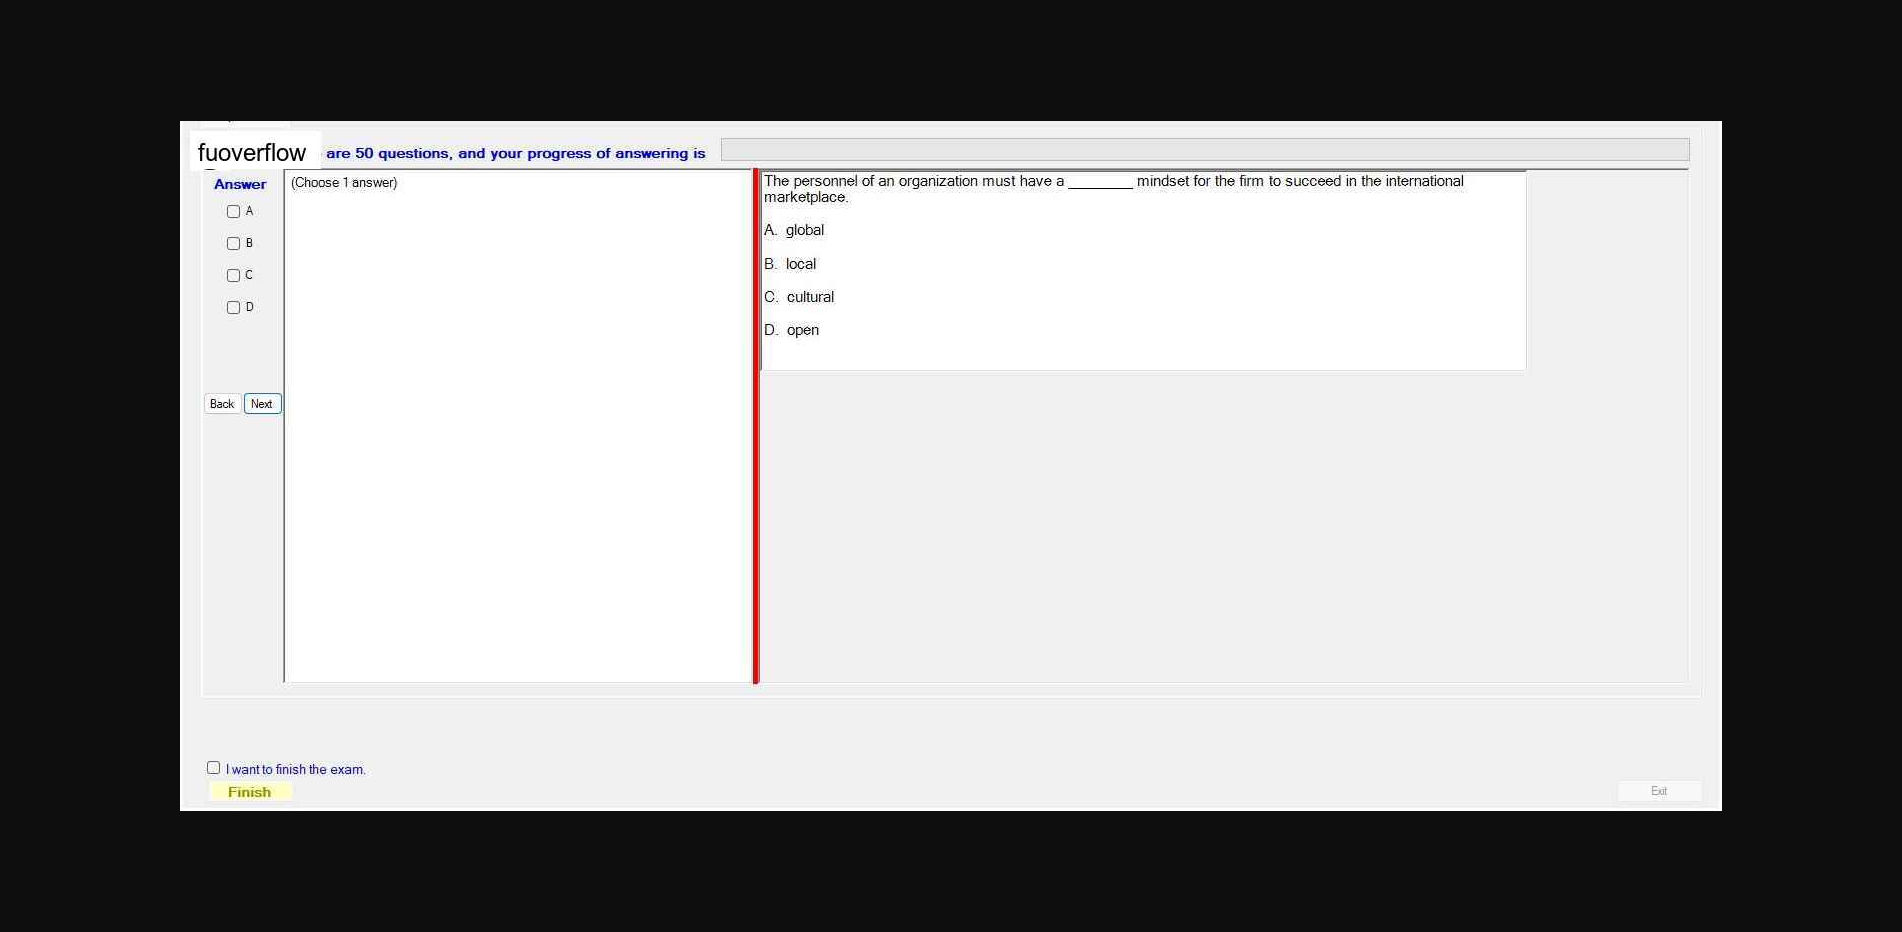 fuoverflow are 50 questions, and your progress of answering is
Answer
(Choose 1 answer)
A
B
C
D
Back Next
The personnel of an organization must have a ________ mindset for the firm to succeed in the international
marketplace.
A. global
B. local
C. cultural
D. open
I want to finish the exam.
Finish
Exit